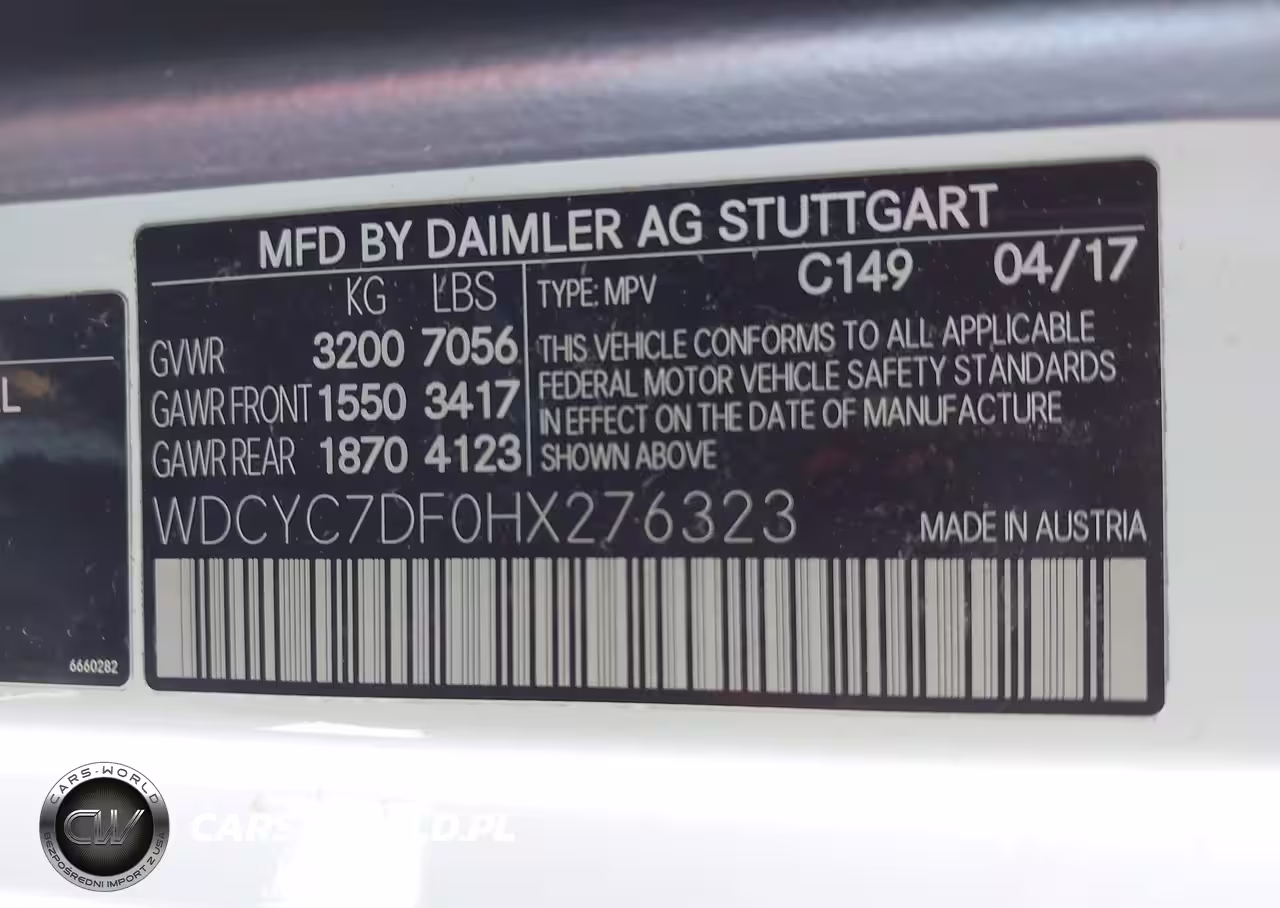 MFD BY DAIMLER AG STUTTGART
KG LBS
GVWR 3200 7056
GAWR FRONT 1550 3417
GAWR REAR 1870 4123
TYPE: MPV C149 04/17
THIS VEHICLE CONFORMS TO ALL APPLICABLE
FEDERAL MOTOR VEHICLE SAFETY STANDARDS
IN EFFECT ON THE DATE OF MANUFACTURE
SHOWN ABOVE
WDCYC7DF0HX276323 MADE IN AUSTRIA
6660282
CARS-WORLD
CW
BEZPOŚREDNI IMPORT Z USA